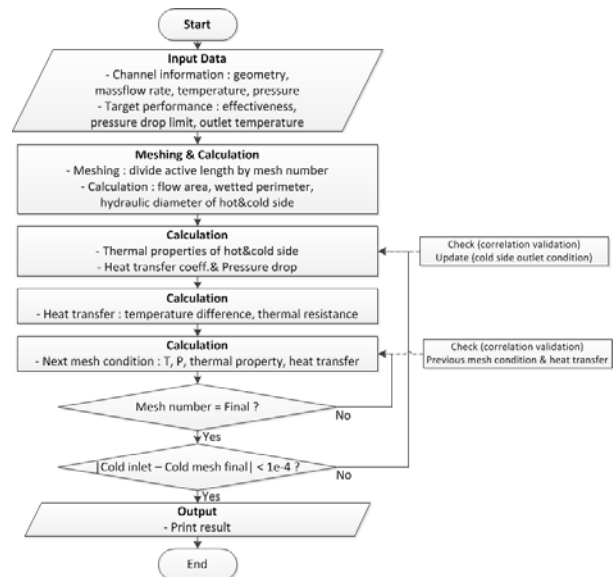 Start
Input Data
- Channel information : geometry,
massflow rate, temperature, pressure
- Target performance : effectiveness,
pressure drop limit, outlet temperature
Meshing & Calculation
- Meshing : divide active length by mesh number
- Calculation : flow area, wetted perimeter,
hydraulic diameter of hot&cold side
Calculation
- Thermal properties of hot&cold side
- Heat transfer coeff.& Pressure drop
Check (correlation validation)
Update (cold side outlet condition)
Calculation
- Heat transfer : temperature difference, thermal resistance
Calculation
- Next mesh condition : T, P, thermal property, heat transfer
Check (correlation validation)
Previous mesh condition & heat transfer
Mesh number = Final ?
No
Yes
|Cold inlet – Cold mesh final| < 1e-4 ?
No
Yes
Output
- Print result
End